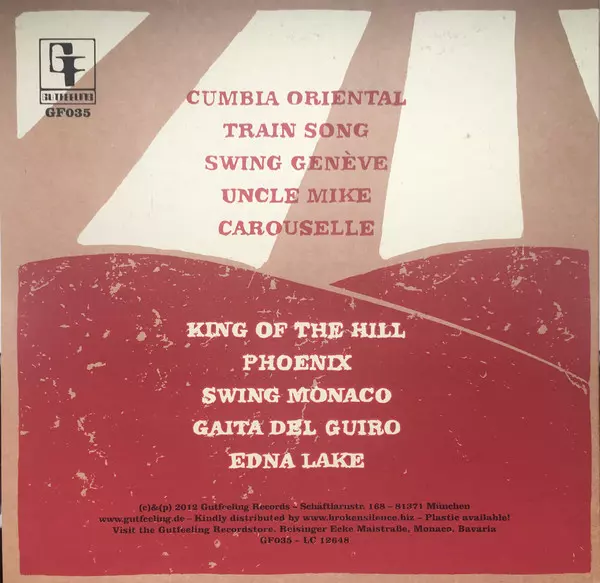 GF
GUTFEELING
GF035
CUMBIA ORIENTAL
TRAIN SONG
SWING GENÈVE
UNCLE MIKE
CAROUSELLE
KING OF THE HILL
PHOENIX
SWING MONACO
GAITA DEL GUIRO
EDNA LAKE
(c)&(p) 2012 Gutfeeling Records – Schäftlarnstr. 168 – 81371 München
www.gutfeeling.de – Kindly distributed by www.brokensilence.biz – Plastic available!
Visit the Gutfeeling Recordstore. Reisinger Ecke Maistraße, Monaco, Bavaria
GF035 – LC 12648